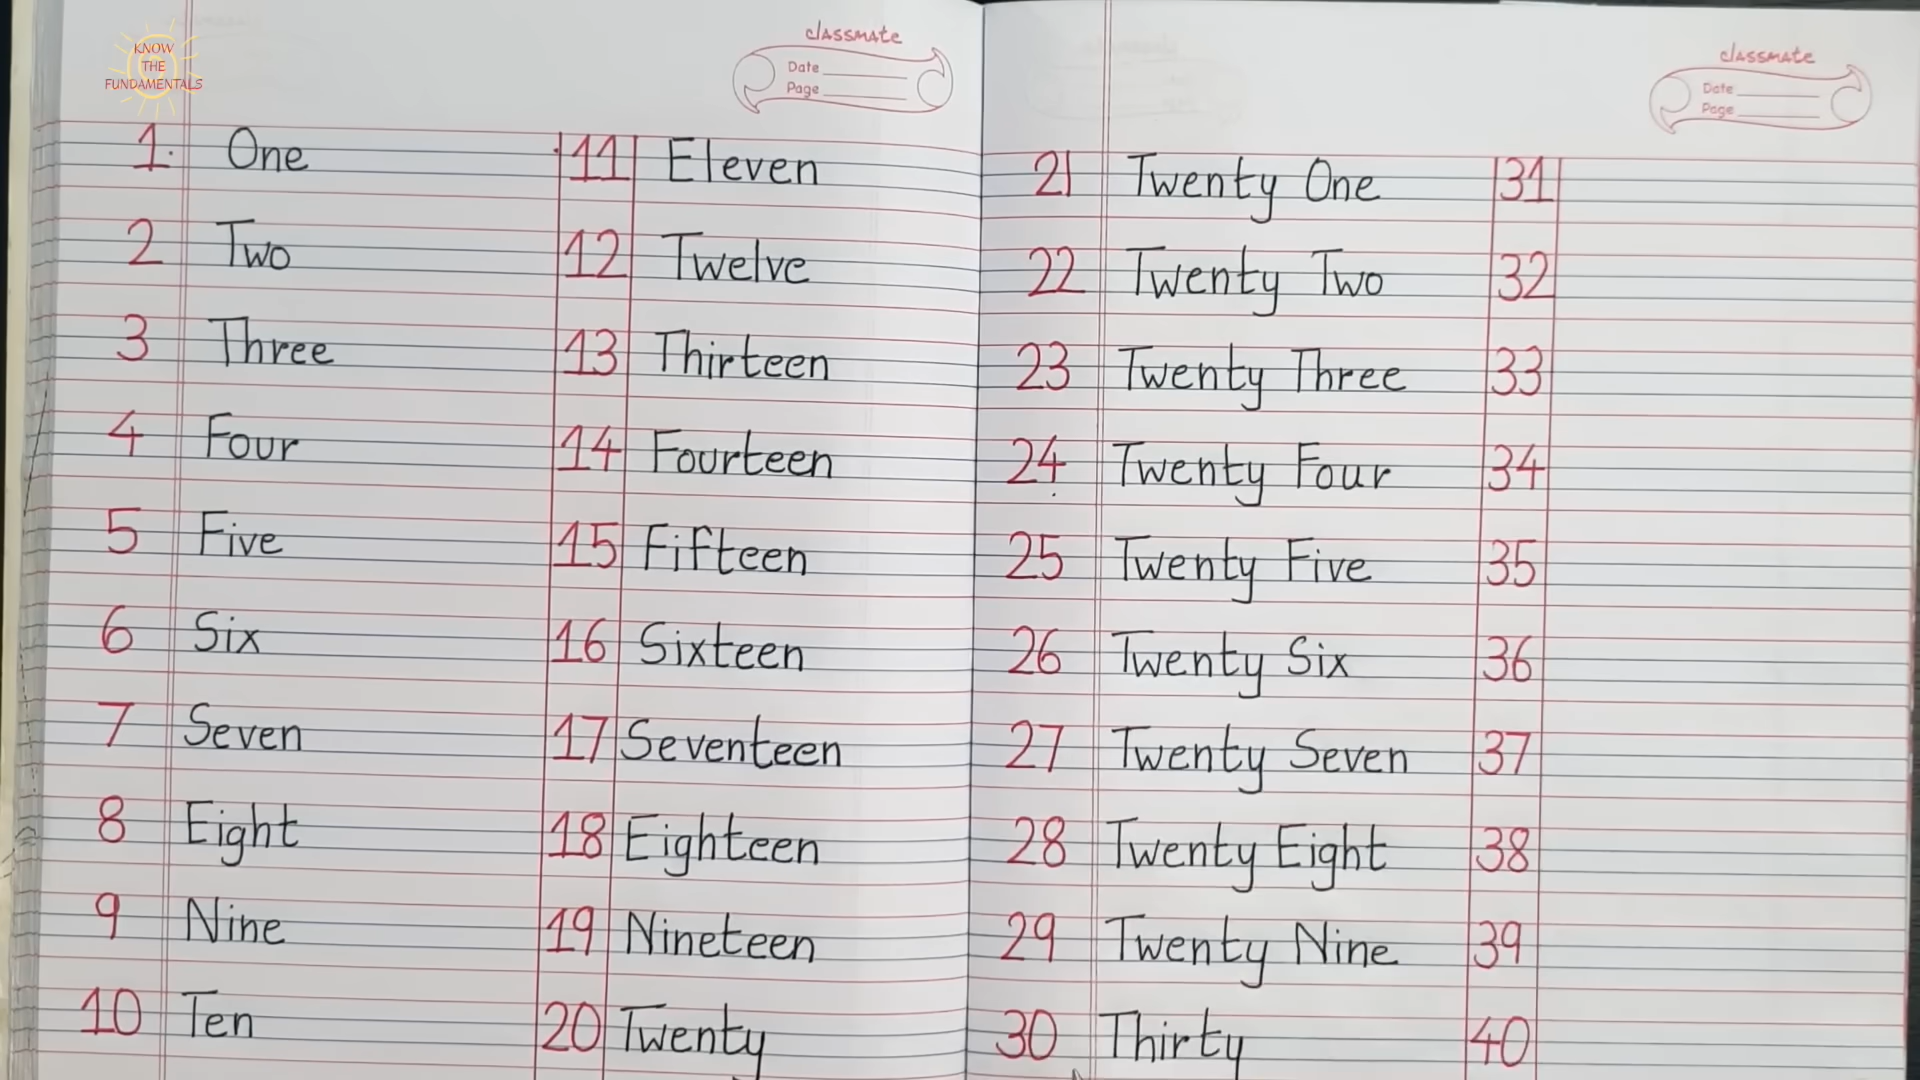 KNOW
THE
FUNDAMENTALS
classmate
Date
Page
classmate
Date
Page
1. One 11 Eleven 21 Twenty One 31
2 Two 12 Twelve 22 Twenty Two 32
3 Three 13 Thirteen 23 Twenty Three 33
4 Four 14 Fourteen 24 Twenty Four 34
5 Five 15 Fifteen 25 Twenty Five 35
6 Six 16 Sixteen 26 Twenty Six 36
7 Seven 17 Seventeen 27 Twenty Seven 37
8 Eight 18 Eighteen 28 Twenty Eight 38
9 Nine 19 Nineteen 29 Twenty Nine 39
10 Ten 20 Twenty 30 Thirty 40